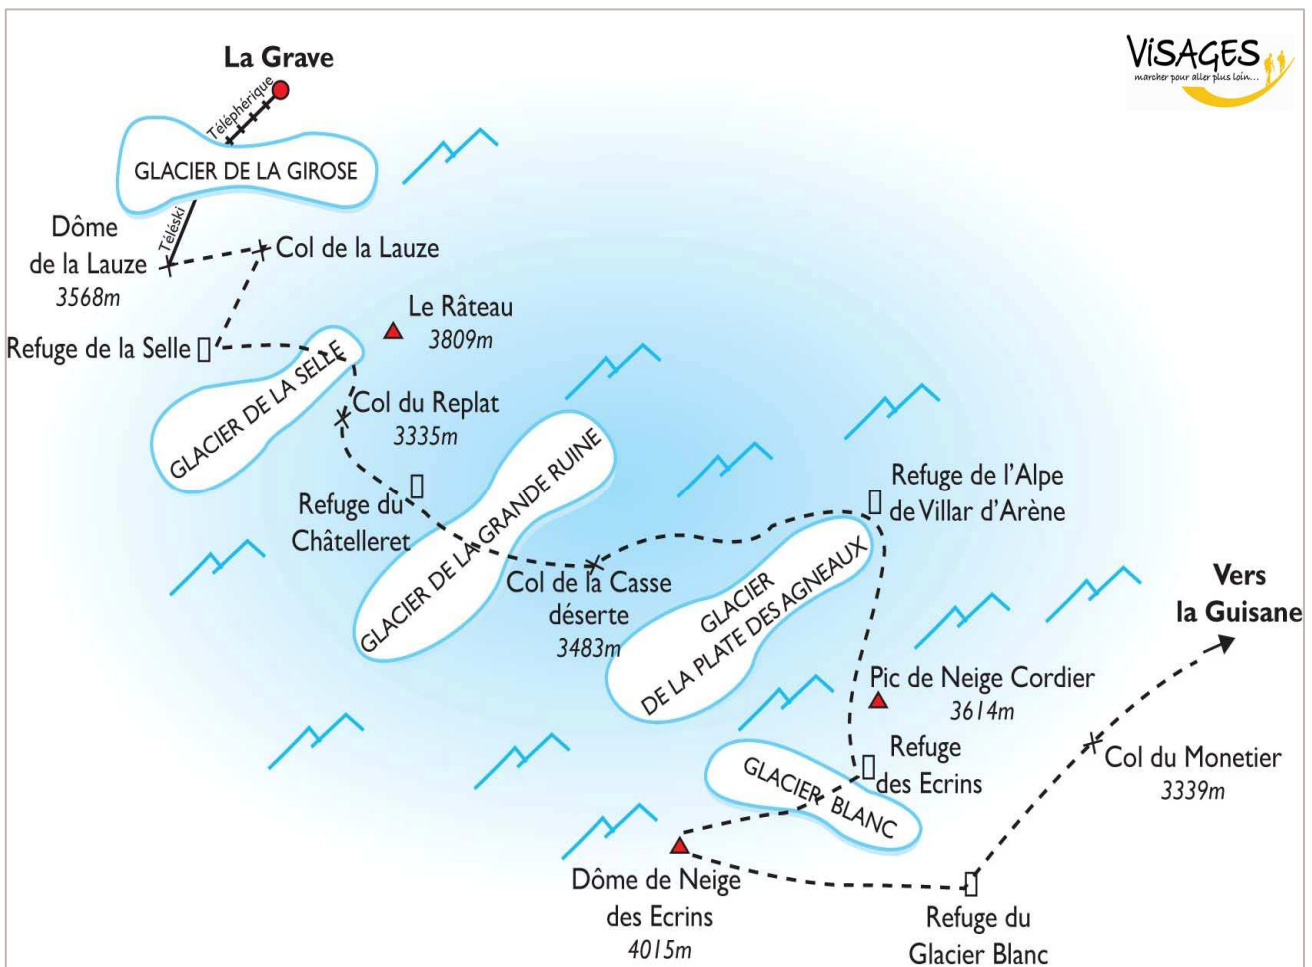 ViSAGES
marcher pour aller plus loin...
La Grave
Téléphérique
GLACIER DE LA GIROSE
Téléski
Dôme
de la Lauze
3568m
Col de la Lauze
Le Râteau
3809m
Refuge de la Selle
GLACIER DE LA SELLE
Col du Replat
3335m
Refuge du
Châtelleret
GLACIER DE LA GRANDE RUINE
Refuge de l'Alpe
de Villar d'Arène
Col de la Casse
déserte
3483m
GLACIER
DE LA PLATE DES AGNEAUX
Vers
la Guisane
Pic de Neige Cordier
3614m
Refuge
des Ecrins
GLACIER BLANC
Col du Monetier
3339m
Dôme de Neige
des Ecrins
4015m
Refuge du
Glacier Blanc